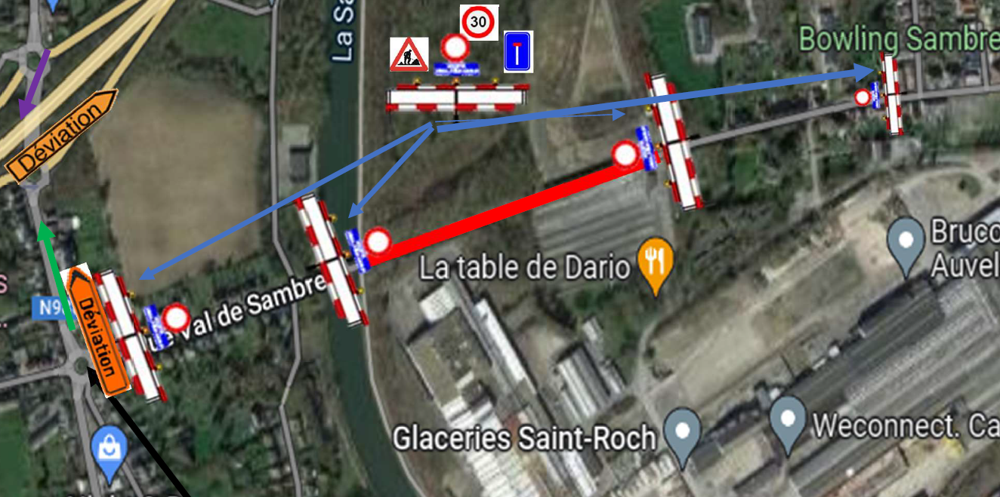 La Sa
30
Bowling Sambre
Déviation
Bruco
Auvel
La table de Dario
S
N9
Val de Sambre
Déviation
Glaceries Saint-Roch
Weconnect. Ca